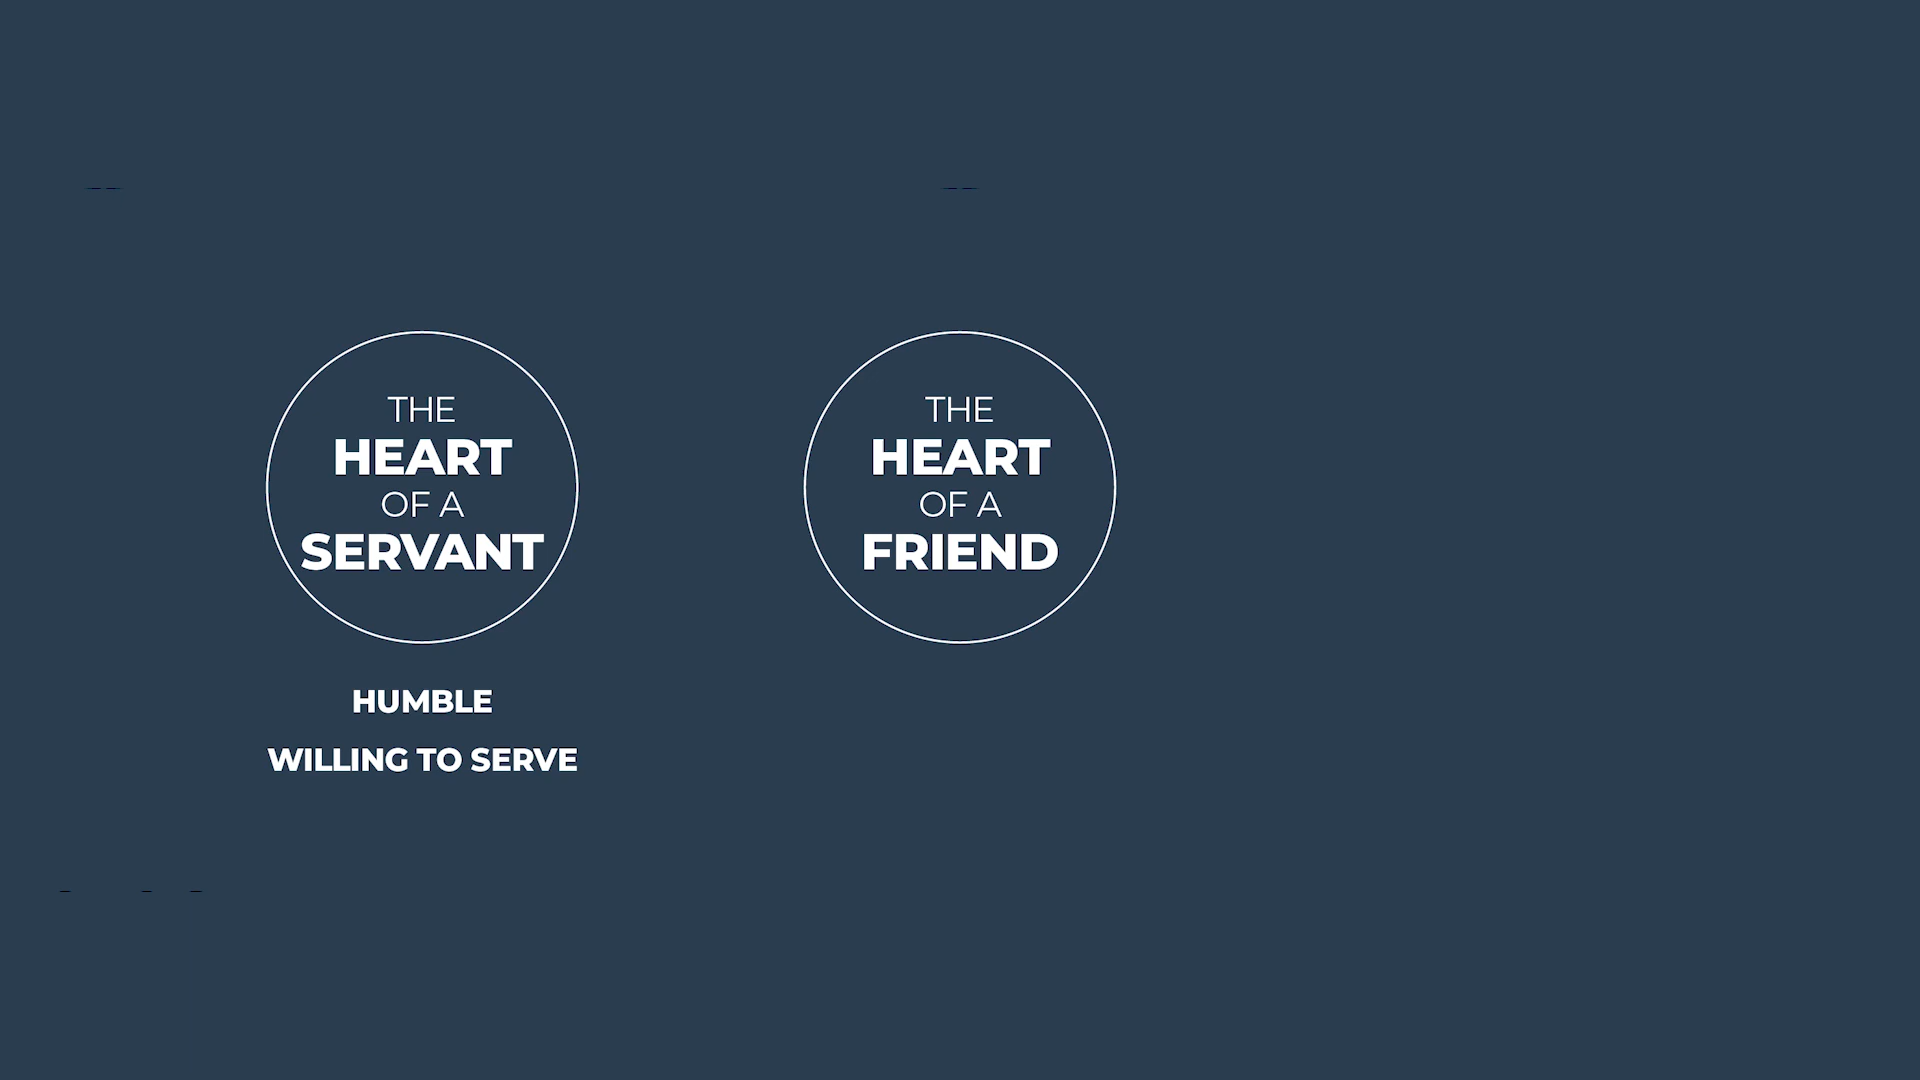 THE
HEART
OF A
SERVANT
HUMBLE
WILLING TO SERVE
THE
HEART
OF A
FRIEND